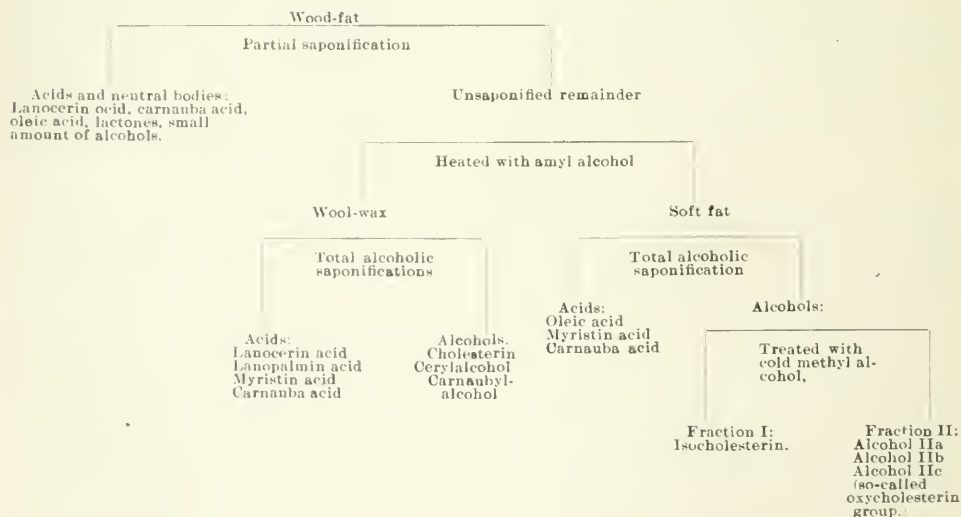 Wood-fat
Partial saponification
Acids and neutral bodies:
Lanocerin ocid, carnauba acid,
oleic acid, lactones, small
amount of alcohols.
Unsaponified remainder
Heated with amyl alcohol
Wool-wax
Soft fat
Total alcoholic
saponifications
Total alcoholic
saponification
Acids:
Lanocerin acid
Lanopalmin acid
Myristin acid
Carnauba acid
Alcohols.
Cholesterin
Cerylalcohol
Carnaubyl-
alcohol
Acids:
Oleic acid
Myristin acid
Carnauba acid
Alcohols:
Treated with
cold methyl al-
cohol,
Fraction I:
Isocholesterin.
Fraction II:
Alcohol IIa
Alcohol IIb
Alcohol IIc
(so-called
oxycholesterin
group.